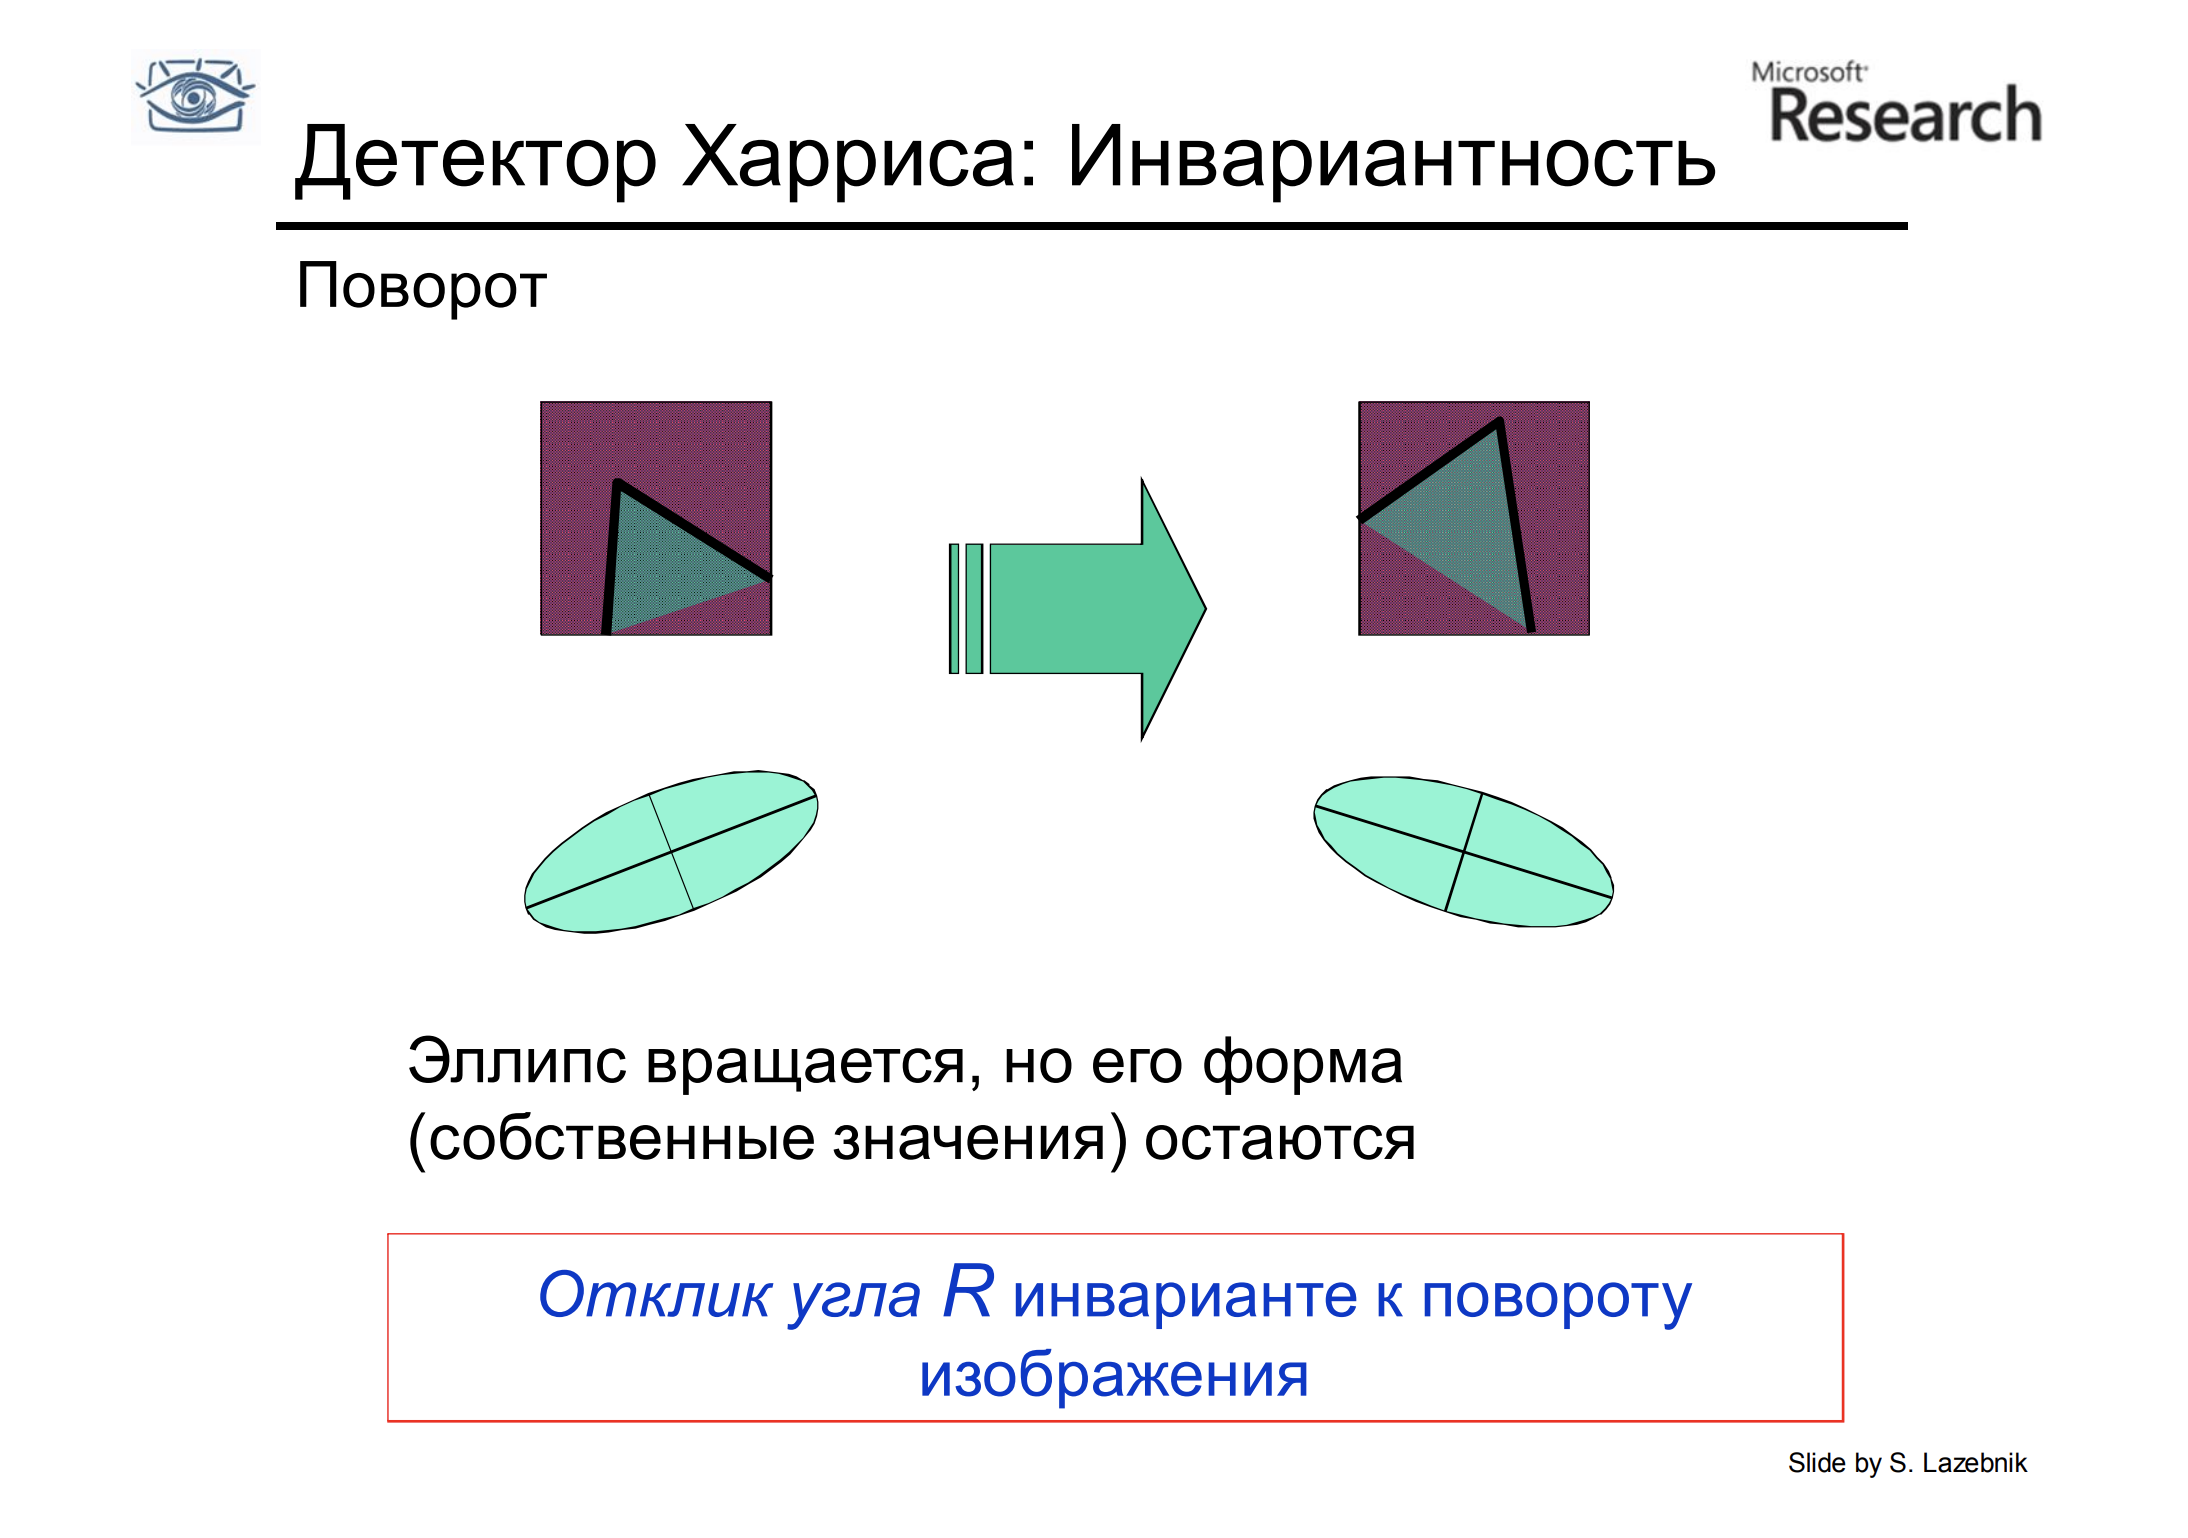 Microsoft
Research
Детектор Харриса: Инвариантность
Поворот
Эллипс вращается, но его форма
(собственные значения) остаются
Отклик угла R инварианте к повороту
изображения
Slide by S. Lazebnik